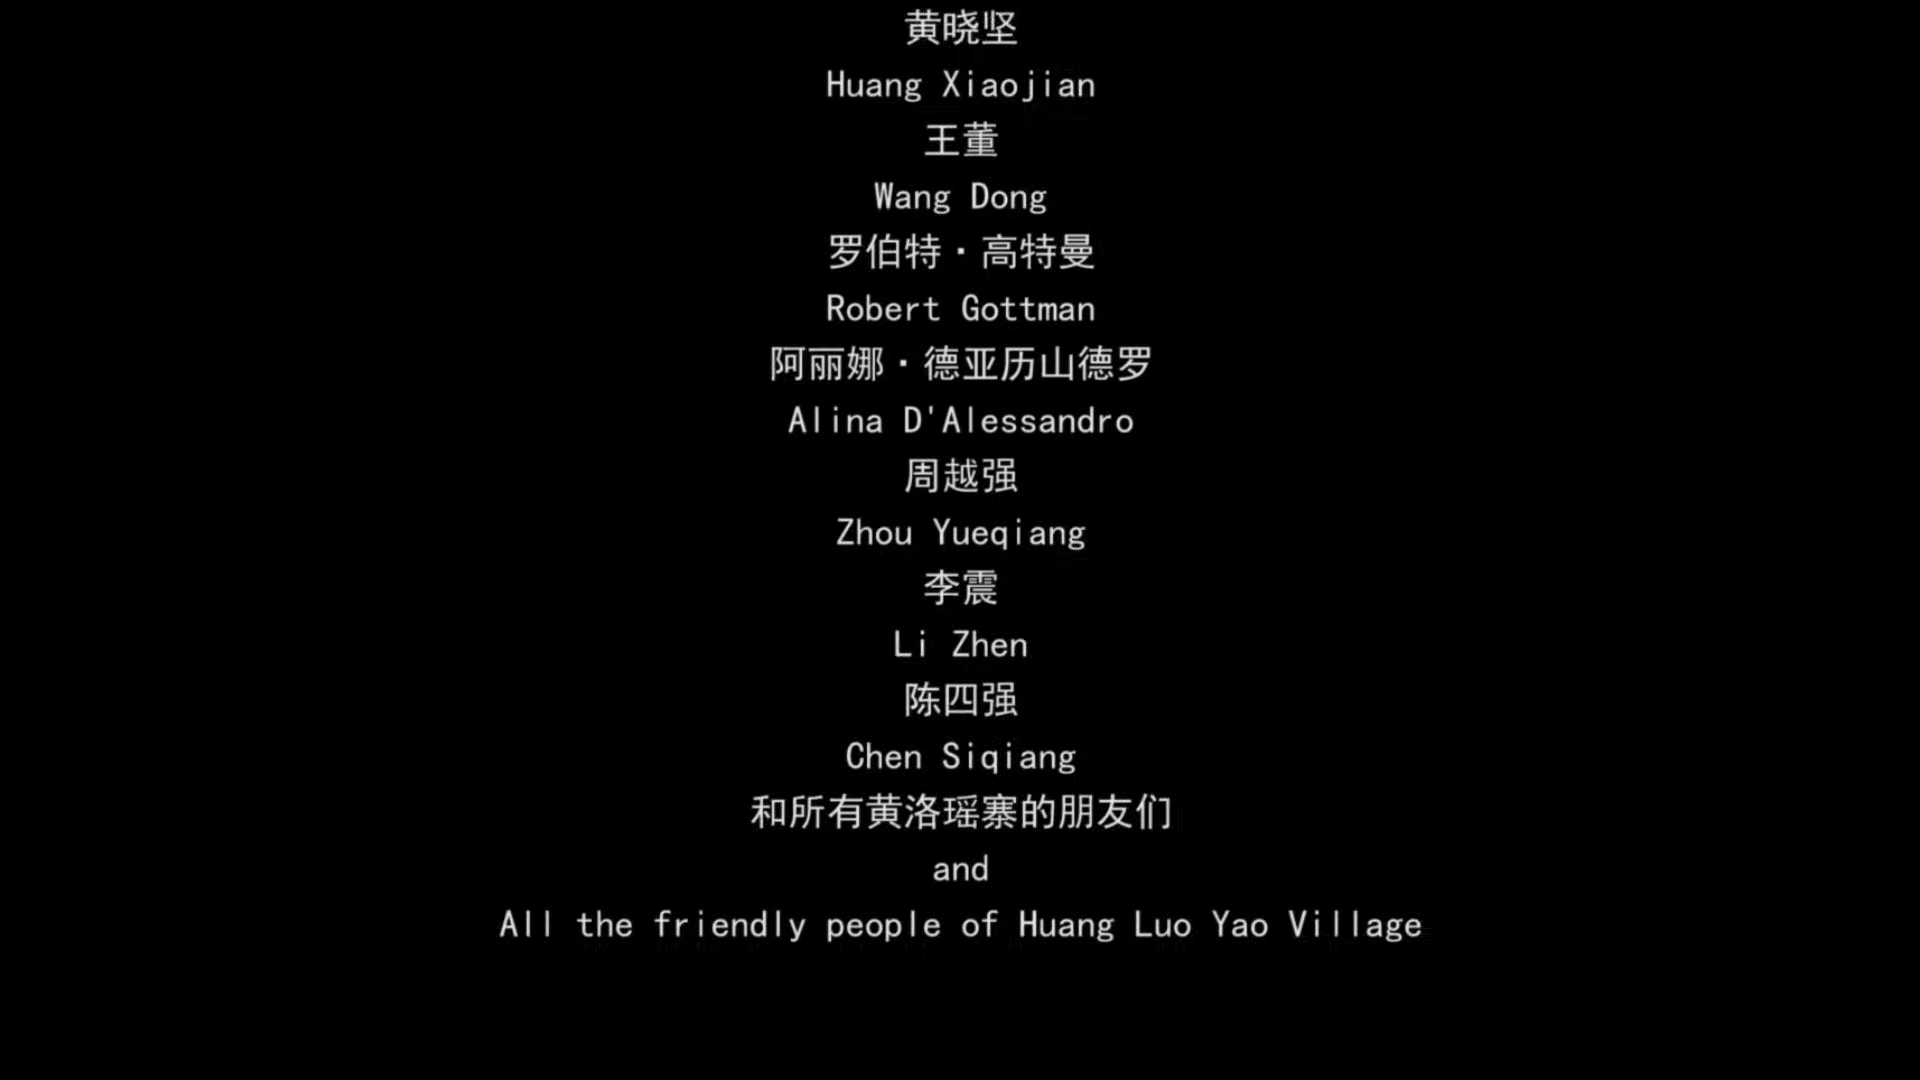 黄晓坚
Huang Xiaojian
王董
Wang Dong
罗伯特·高特曼
Robert Gottman
阿丽娜·德亚历山德罗
Alina D'Alessandro
周越强
Zhou Yueqiang
李震
Li Zhen
陈四强
Chen Siqiang
和所有黄洛瑶寨的朋友们
and
All the friendly people of Huang Luo Yao Village